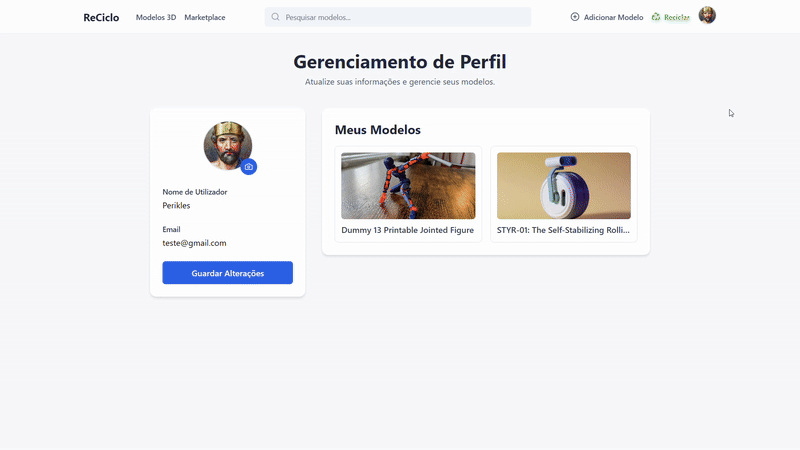 ReCiclo
Modelos 3D
Marketplace
Pesquisar modelos...
Adicionar Modelo
Reciclar
Gerenciamento de Perfil
Atualize suas informações e gerencie seus modelos.
Nome de Utilizador
Perikles
Email
teste@gmail.com
Guardar Alterações
Meus Modelos
Dummy 13 Printable Jointed Figure
STYR-01: The Self-Stabilizing Rolli...